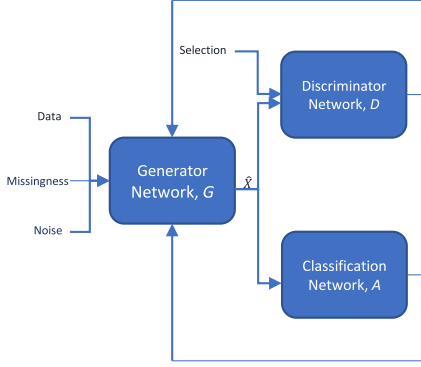 Selection
Discriminator
Network, D
Data
Generator
Network, G
Missingness
X̂
Noise
Classification
Network, A